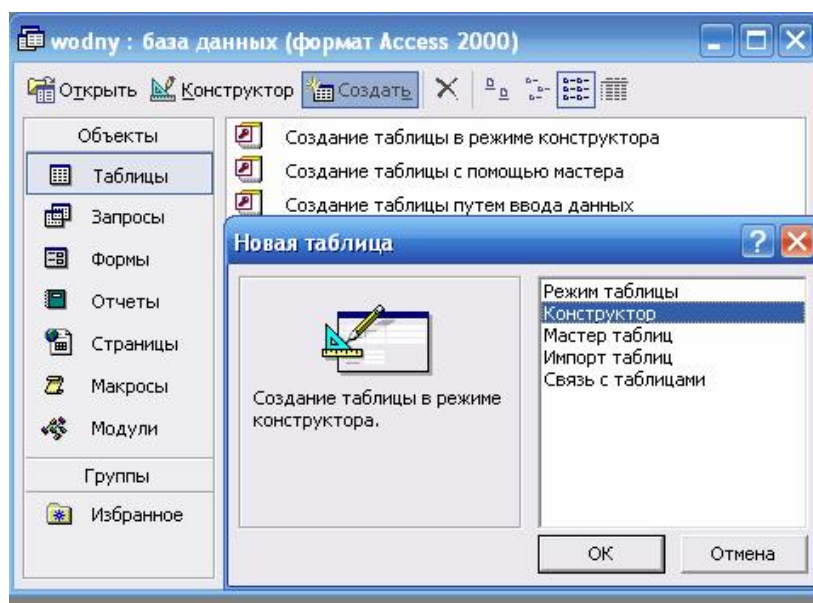 wodny : база данных (формат Access 2000)
Открыть Конструктор Создать
Объекты
Таблицы
Запросы
Формы
Отчеты
Страницы
Макросы
Модули
Группы
Избранное
Создание таблицы в режиме конструктора
Создание таблицы с помощью мастера
Создание таблицы путем ввода данных
Новая таблица
Создание таблицы в режиме
конструктора.
Режим таблицы
Конструктор
Мастер таблиц
Импорт таблиц
Связь с таблицами
ОК Отмена